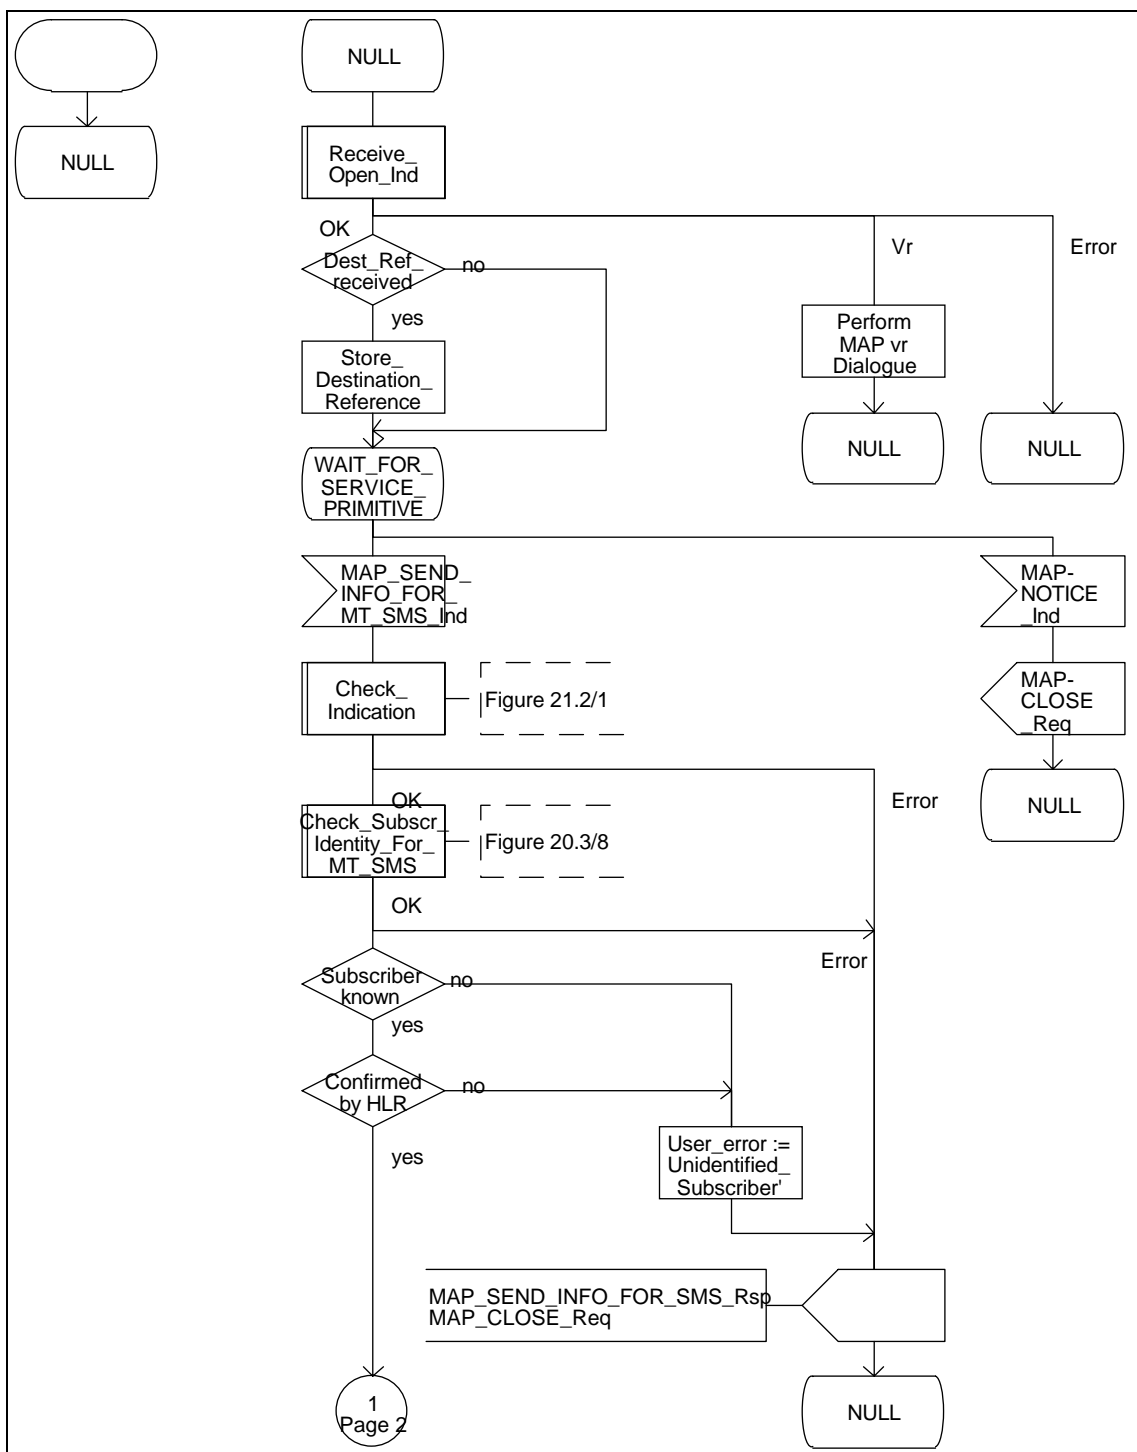 NULL
NULL
Receive_
Open_Ind
OK
Vr
Error
Dest_Ref_
received
no
yes
Perform
MAP vr
Dialogue
Store_
Destination_
Reference
NULL
NULL
WAIT_FOR_
SERVICE_
PRIMITIVE
MAP_SEND_
INFO_FOR_
MT_SMS_Ind
MAP-
NOTICE
_Ind
Check_
Indication
Figure 21.2/1
MAP-
CLOSE
_Req
OK
Error
NULL
Check_Subscr_
Identity_For_
MT_SMS
Figure 20.3/8
OK
Error
Subscriber
known
no
yes
Confirmed
by HLR
no
yes
User_error :=
Unidentified_
Subscriber'
MAP_SEND_INFO_FOR_SMS_Rsp
MAP_CLOSE_Req
1
Page 2
NULL